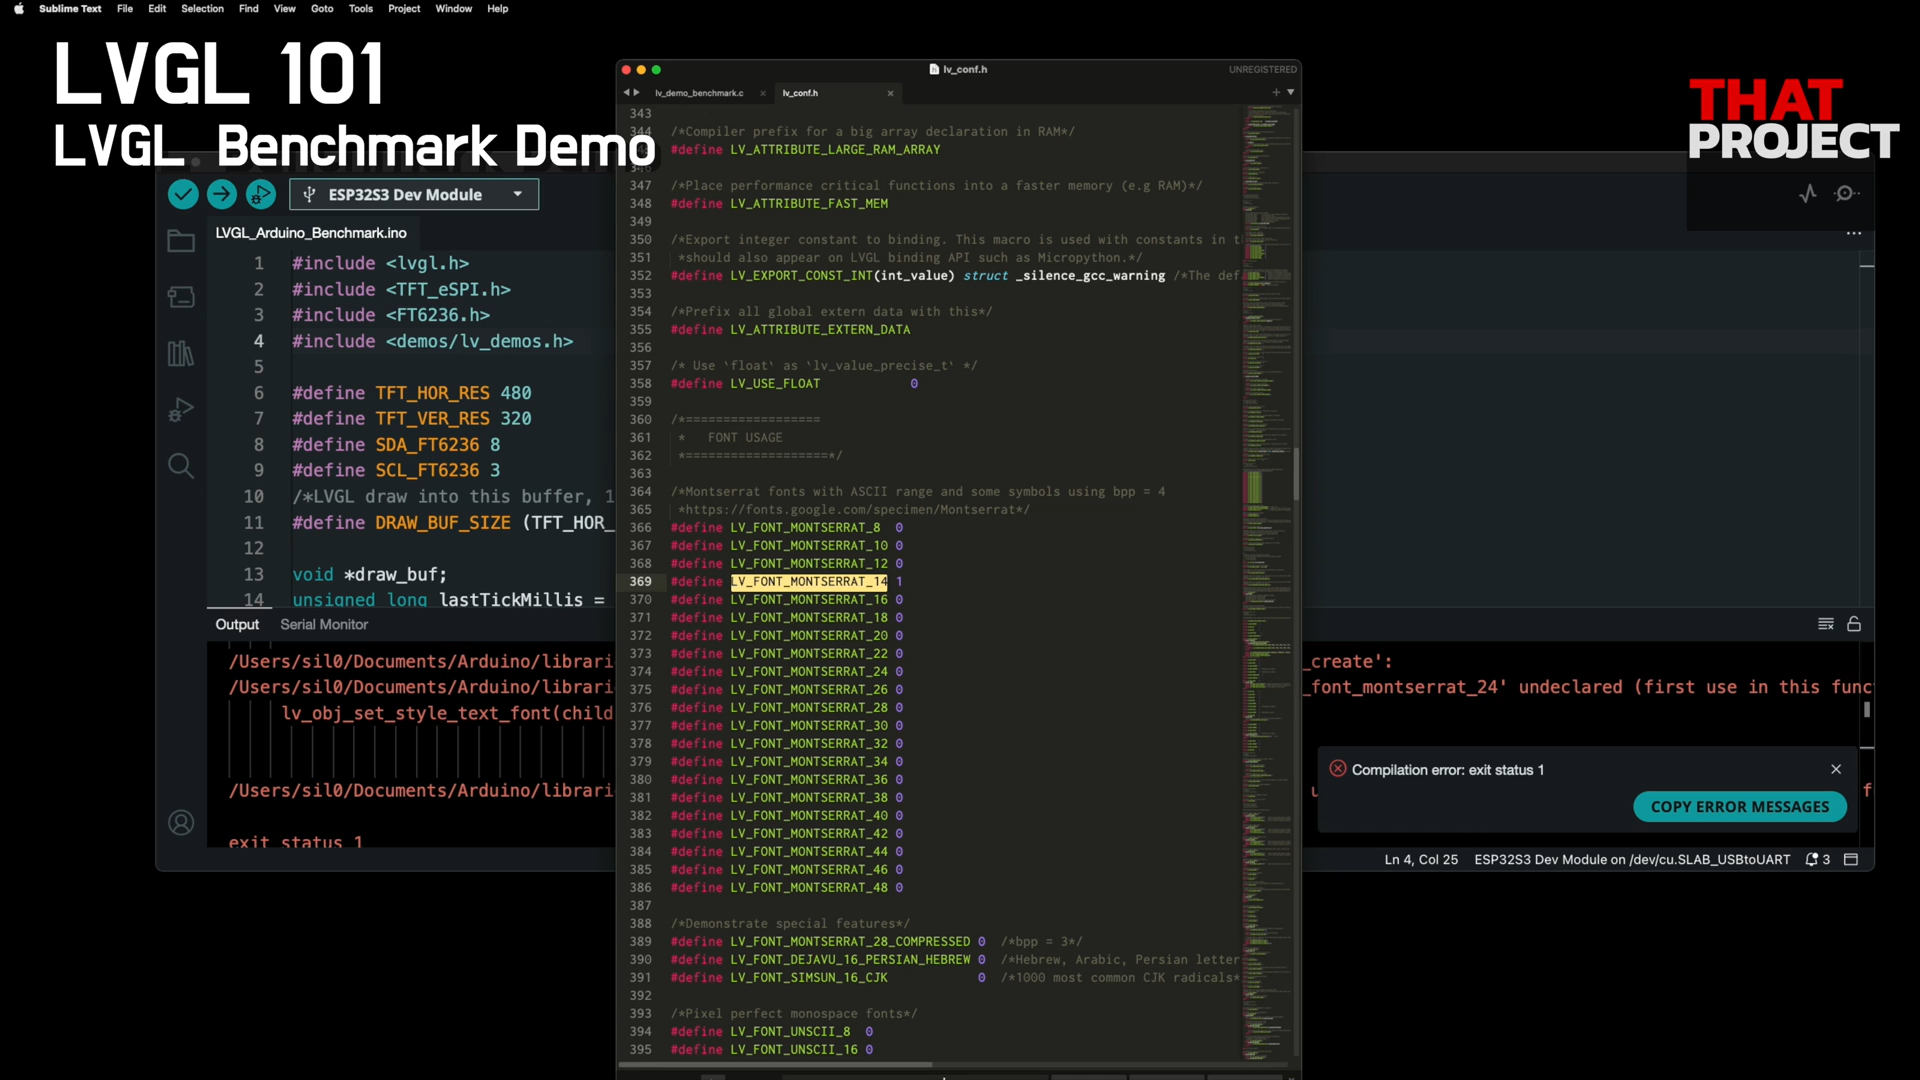 Sublime Text File Edit Selection Find View Goto Tools Project Window Help
LVGL 101
LVGL Benchmark Demo
THAT
PROJECT
ESP32S3 Dev Module
LVGL_Arduino_Benchmark.ino
1 #include <lvgl.h>
2 #include <TFT_eSPI.h>
3 #include <FT6236.h>
4 #include <demos/lv_demos.h>
5
6 #define TFT_HOR_RES 480
7 #define TFT_VER_RES 320
8 #define SDA_FT6236 8
9 #define SCL_FT6236 3
10 /*LVGL draw into this buffer, 1
11 #define DRAW_BUF_SIZE (TFT_HOR_
12
13 void *draw_buf;
14 unsigned long lastTickMillis =
Output Serial Monitor
/Users/sil0/Documents/Arduino/librari
/Users/sil0/Documents/Arduino/librari
lv_obj_set_style_text_font(child
/Users/sil0/Documents/Arduino/librari
exit status 1
lv_conf.h
UNREGISTERED
lv_demo_benchmark.c × lv_conf.h ×
343
344 /*Compiler prefix for a big array declaration in RAM*/
#define LV_ATTRIBUTE_LARGE_RAM_ARRAY
346
347 /*Place performance critical functions into a faster memory (e.g RAM)*/
348 #define LV_ATTRIBUTE_FAST_MEM
349
350 /*Export integer constant to binding. This macro is used with constants in t
351 *should also appear on LVGL binding API such as Micropython.*/
352 #define LV_EXPORT_CONST_INT(int_value) struct _silence_gcc_warning /*The def
353
354 /*Prefix all global extern data with this*/
355 #define LV_ATTRIBUTE_EXTERN_DATA
356
357 /* Use `float` as `lv_value_precise_t` */
358 #define LV_USE_FLOAT 0
359
360 /*==================
361 * FONT USAGE
362 *===================*/
363
364 /*Montserrat fonts with ASCII range and some symbols using bpp = 4
365 *https://fonts.google.com/specimen/Montserrat*/
366 #define LV_FONT_MONTSERRAT_8 0
367 #define LV_FONT_MONTSERRAT_10 0
368 #define LV_FONT_MONTSERRAT_12 0
369 #define LV_FONT_MONTSERRAT_14 1
370 #define LV_FONT_MONTSERRAT_16 0
371 #define LV_FONT_MONTSERRAT_18 0
372 #define LV_FONT_MONTSERRAT_20 0
373 #define LV_FONT_MONTSERRAT_22 0
374 #define LV_FONT_MONTSERRAT_24 0
375 #define LV_FONT_MONTSERRAT_26 0
376 #define LV_FONT_MONTSERRAT_28 0
377 #define LV_FONT_MONTSERRAT_30 0
378 #define LV_FONT_MONTSERRAT_32 0
379 #define LV_FONT_MONTSERRAT_34 0
380 #define LV_FONT_MONTSERRAT_36 0
381 #define LV_FONT_MONTSERRAT_38 0
382 #define LV_FONT_MONTSERRAT_40 0
383 #define LV_FONT_MONTSERRAT_42 0
384 #define LV_FONT_MONTSERRAT_44 0
385 #define LV_FONT_MONTSERRAT_46 0
386 #define LV_FONT_MONTSERRAT_48 0
387
388 /*Demonstrate special features*/
389 #define LV_FONT_MONTSERRAT_28_COMPRESSED 0 /*bpp = 3*/
390 #define LV_FONT_DEJAVU_16_PERSIAN_HEBREW 0 /*Hebrew, Arabic, Persian letter
391 #define LV_FONT_SIMSUN_16_CJK 0 /*1000 most common CJK radicals*
392
393 /*Pixel perfect monospace fonts*/
394 #define LV_FONT_UNSCII_8 0
395 #define LV_FONT_UNSCII_16 0
_create':
_font_montserrat_24' undeclared (first use in this func
Compilation error: exit status 1
COPY ERROR MESSAGES
Ln 4, Col 25 ESP32S3 Dev Module on /dev/cu.SLAB_USBtoUART 3